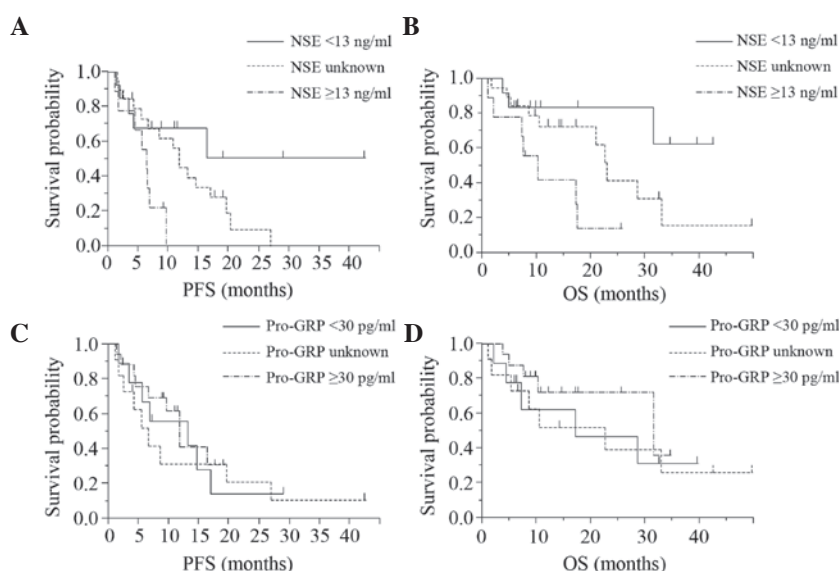 A
NSE <13 ng/ml
NSE unknown
NSE ≥13 ng/ml
Survival probability
1.0
0.8
0.6
0.4
0.2
0.0
0 5 10 15 20 25 30 35 40 45
PFS (months)
B
NSE <13 ng/ml
NSE unknown
NSE ≥13 ng/ml
Survival probability
1.0
0.8
0.6
0.4
0.2
0.0
0 10 20 30 40 50
OS (months)
C
Pro-GRP <30 pg/ml
Pro-GRP unknown
Pro-GRP ≥30 pg/ml
Survival probability
1.0
0.8
0.6
0.4
0.2
0.0
0 5 10 15 20 25 30 35 40 45
PFS (months)
D
Pro-GRP <30 pg/ml
Pro-GRP unknown
Pro-GRP ≥30 pg/ml
Survival probability
1.0
0.8
0.6
0.4
0.2
0.0
0 10 20 30 40 50
OS (months)